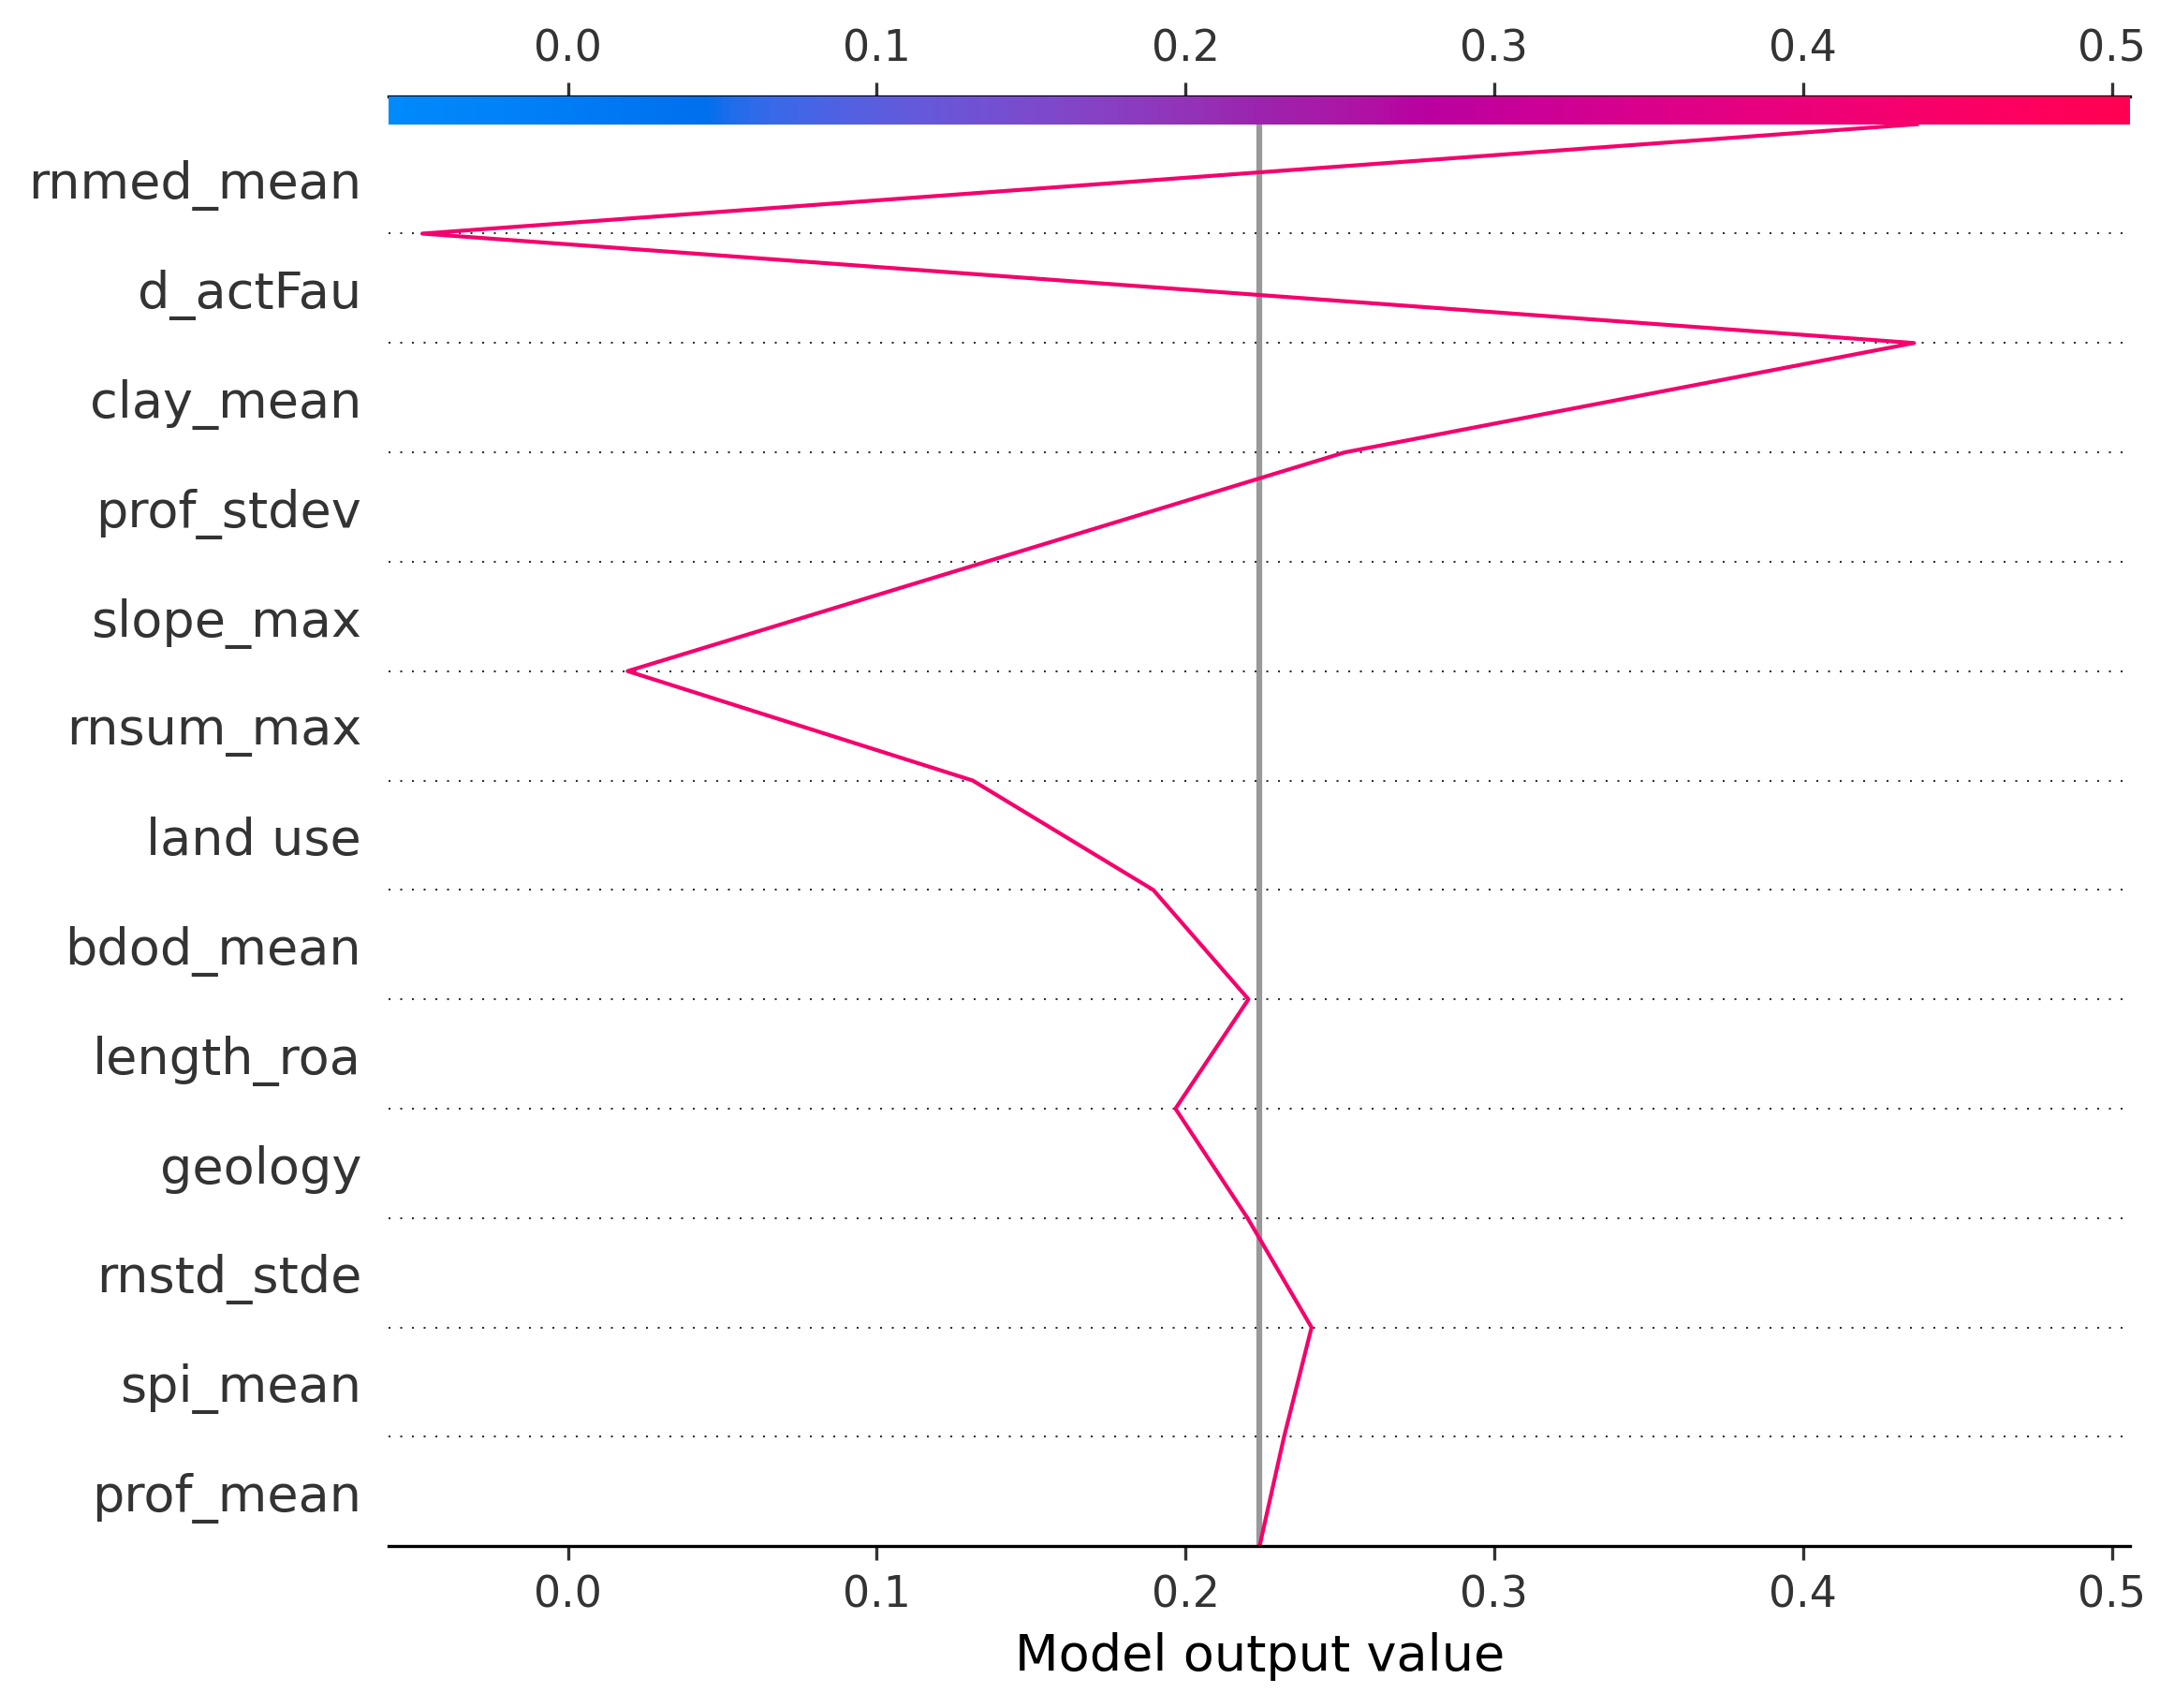 0.0 0.1 0.2 0.3 0.4 0.5
rnmed_mean
d_actFau
clay_mean
prof_stdev
slope_max
rnsum_max
land use
bdod_mean
length_roa
geology
rnstd_stde
spi_mean
prof_mean
0.0 0.1 0.2 0.3 0.4 0.5
Model output value